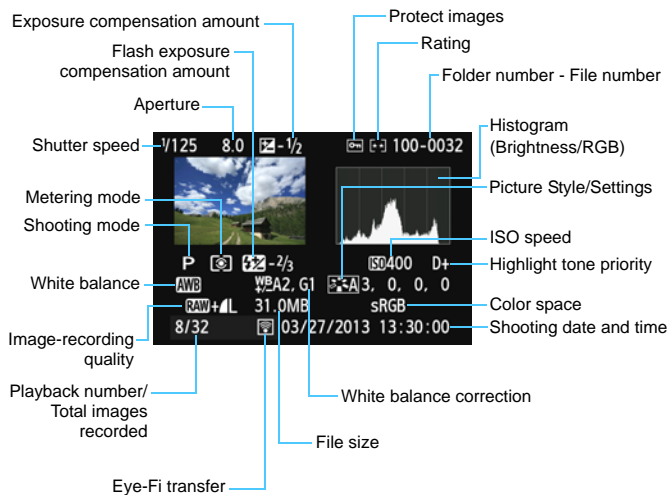 Exposure compensation amount
Flash exposure
compensation amount
Aperture
Shutter speed
Metering mode
Shooting mode
White balance
Image-recording
quality
Playback number/
Total images
recorded
Eye-Fi transfer
Protect images
Rating
Folder number - File number
Histogram
(Brightness/RGB)
Picture Style/Settings
ISO speed
Highlight tone priority
Color space
Shooting date and time
White balance correction
File size
1/125 8.0 -1/2 100-0032
P -2/3 ISO 400 D+
AWB WB A2, G1 A 3, 0, 0, 0
RAW+L 31.0MB sRGB
8/32 03/27/2013 13:30:00